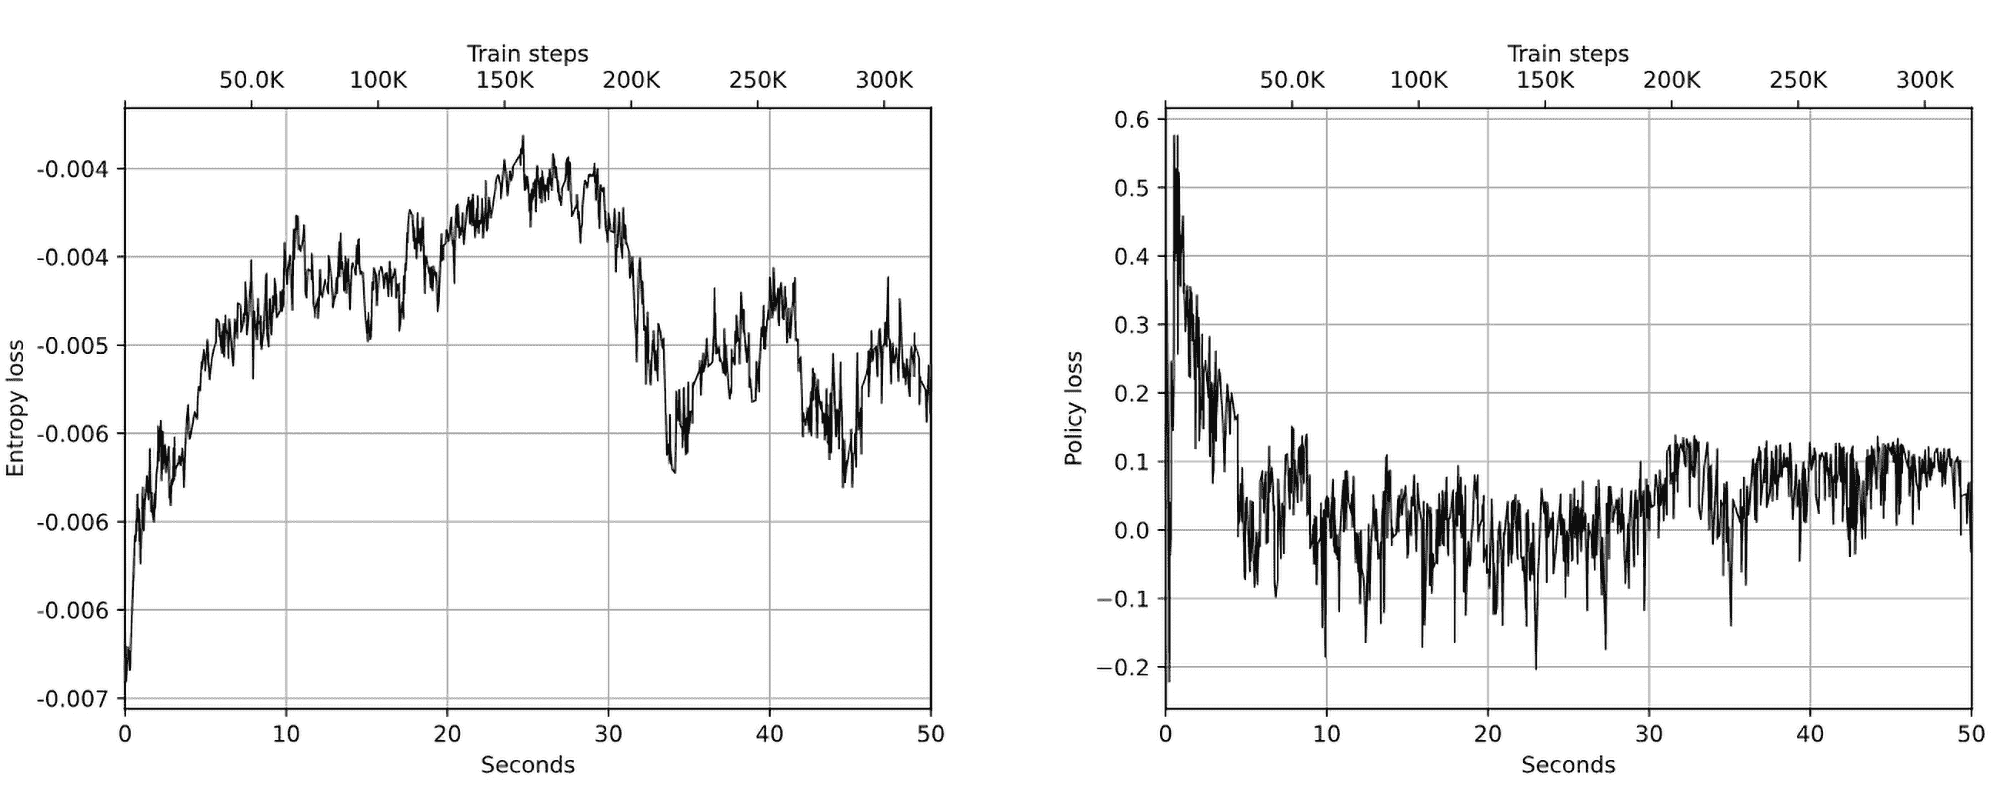 Train steps
50.0K 100K 150K 200K 250K 300K
-0.004
-0.004
-0.005
-0.006
-0.006
-0.006
-0.007
Entropy loss
0 10 20 30 40 50
Seconds
Train steps
50.0K 100K 150K 200K 250K 300K
0.6
0.5
0.4
0.3
0.2
0.1
0.0
−0.1
−0.2
Policy loss
0 10 20 30 40 50
Seconds